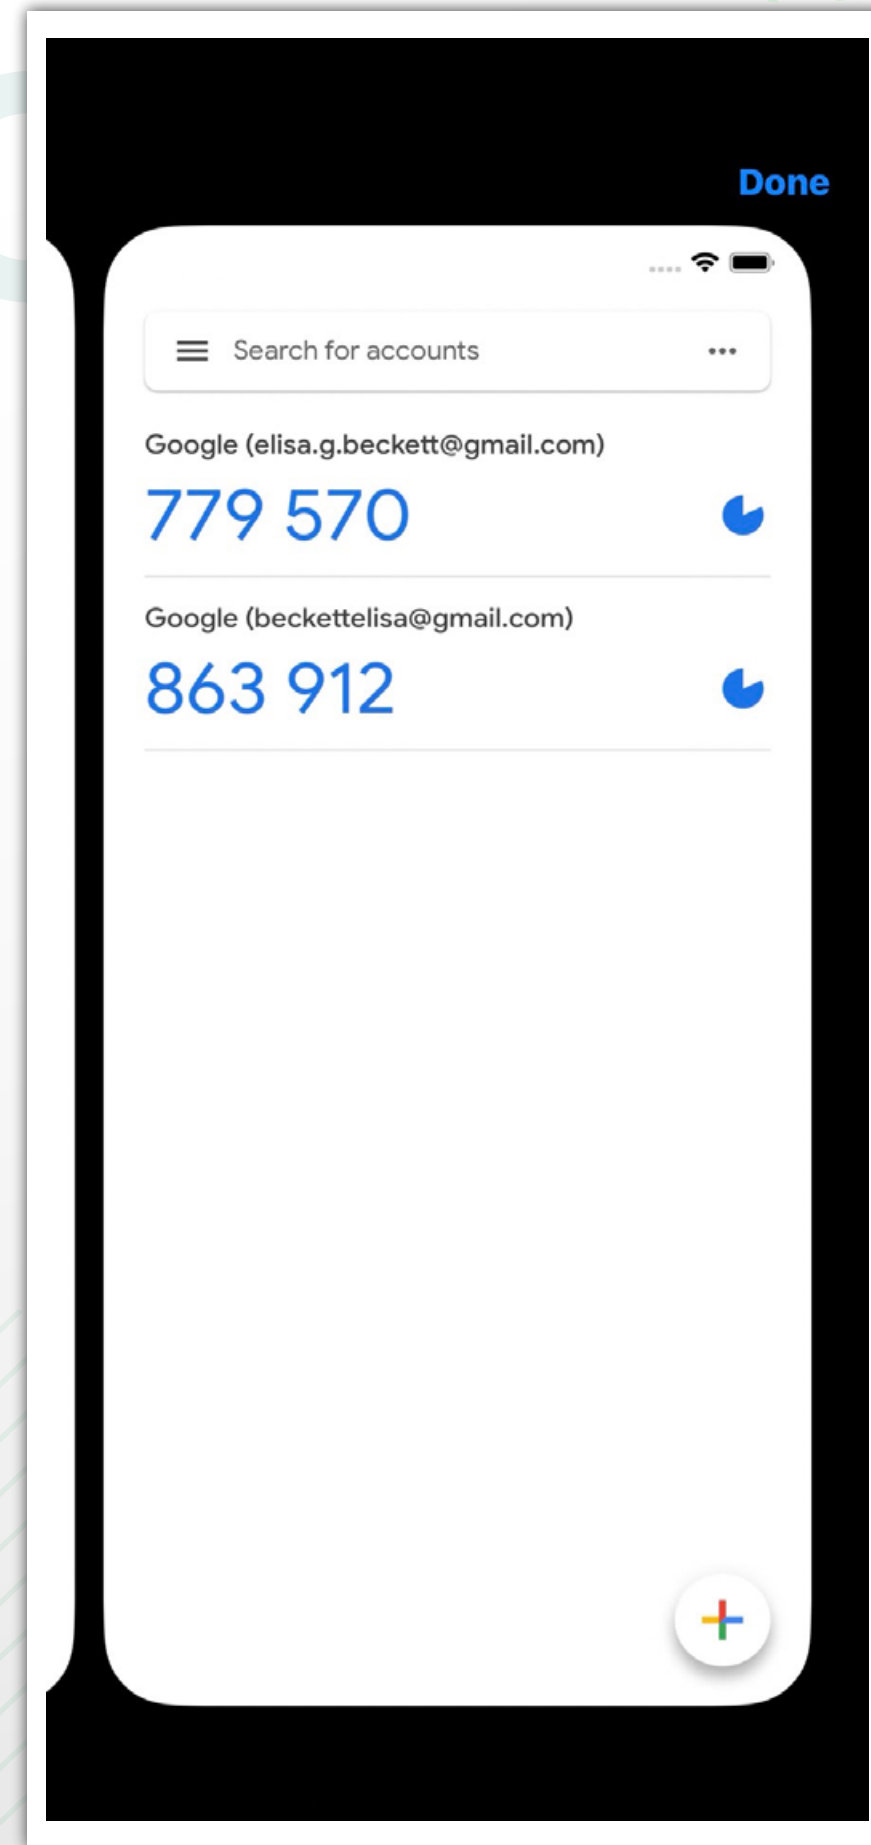 Done
Search for accounts
Google (elisa.g.beckett@gmail.com)
779 570
Google (beckettelisa@gmail.com)
863 912